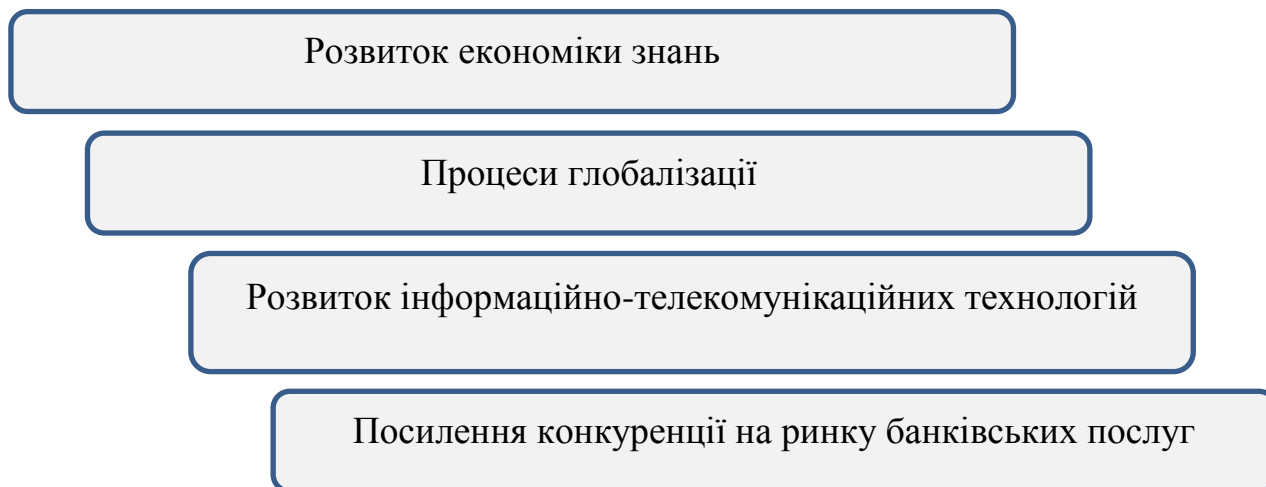 Розвиток економіки знань
Процеси глобалізації
Розвиток інформаційно-телекомунікаційних технологій
Посилення конкуренції на ринку банківських послуг